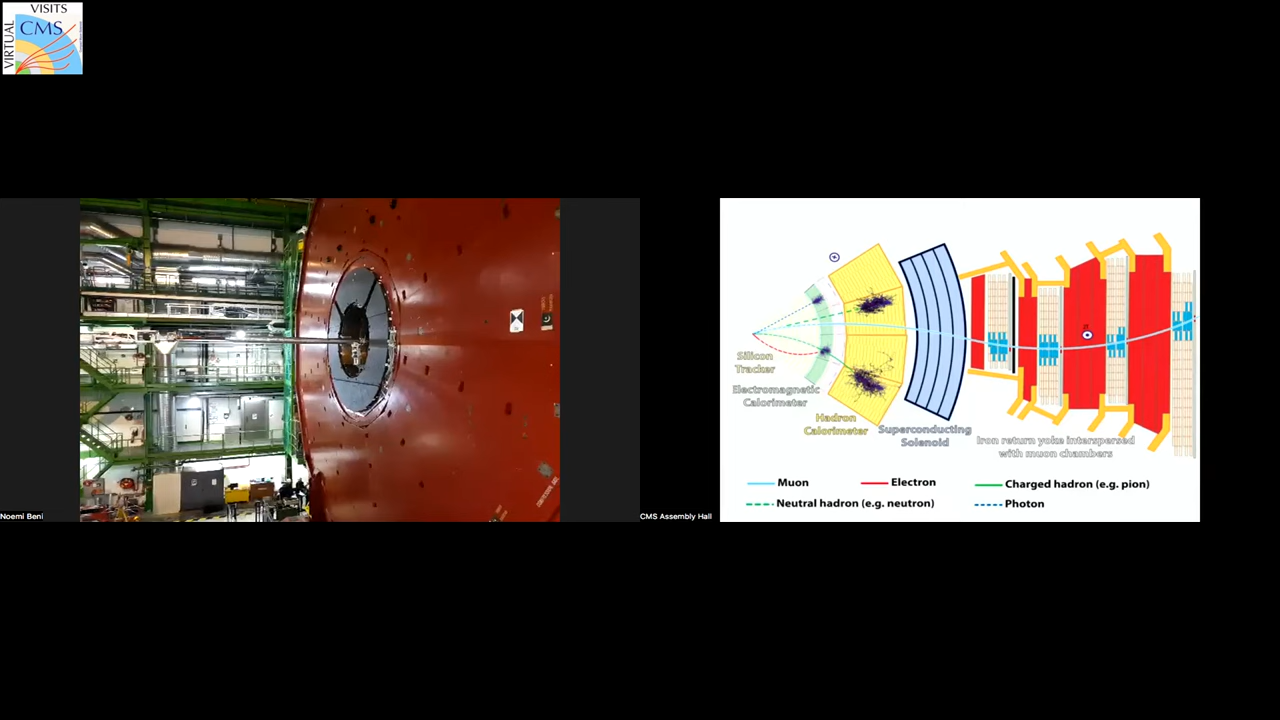 VISITS
VIRTUAL
CMS
Noemi Beni
CMS Assembly Hall
Silicon
Tracker
Electromagnetic
Calorimeter
Hadron
Calorimeter
Superconducting
Solenoid
Iron return yoke interspersed
with muon chambers
Muon
Electron
Charged hadron (e.g. pion)
Neutral hadron (e.g. neutron)
Photon